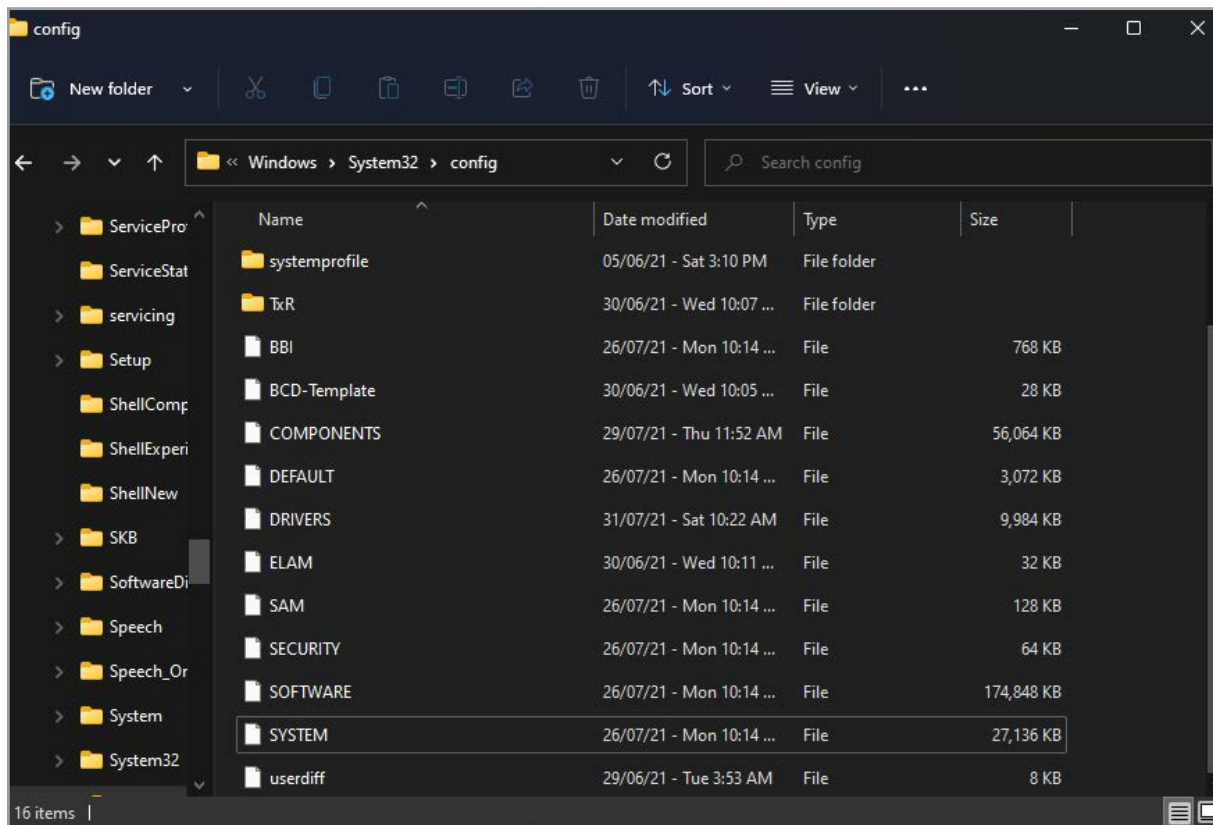 config
New folder Sort View •••
« Windows > System32 > config Search config
ServicePro
ServiceStat
servicing
Setup
ShellComp
ShellExperi
ShellNew
SKB
SoftwareDi
Speech
Speech_Or
System
System32
Name Date modified Type Size
systemprofile 05/06/21 - Sat 3:10 PM File folder
TxR 30/06/21 - Wed 10:07 ... File folder
BBI 26/07/21 - Mon 10:14 ... File 768 KB
BCD-Template 30/06/21 - Wed 10:05 ... File 28 KB
COMPONENTS 29/07/21 - Thu 11:52 AM File 56,064 KB
DEFAULT 26/07/21 - Mon 10:14 ... File 3,072 KB
DRIVERS 31/07/21 - Sat 10:22 AM File 9,984 KB
ELAM 30/06/21 - Wed 10:11 ... File 32 KB
SAM 26/07/21 - Mon 10:14 ... File 128 KB
SECURITY 26/07/21 - Mon 10:14 ... File 64 KB
SOFTWARE 26/07/21 - Mon 10:14 ... File 174,848 KB
SYSTEM 26/07/21 - Mon 10:14 ... File 27,136 KB
userdiff 29/06/21 - Tue 3:53 AM File 8 KB
16 items